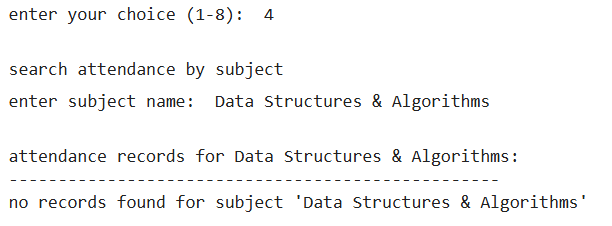 enter your choice (1-8):  4
search attendance by subject
enter subject name:  Data Structures & Algorithms
attendance records for Data Structures & Algorithms:
--------------------------------------------------
no records found for subject 'Data Structures & Algorithms'